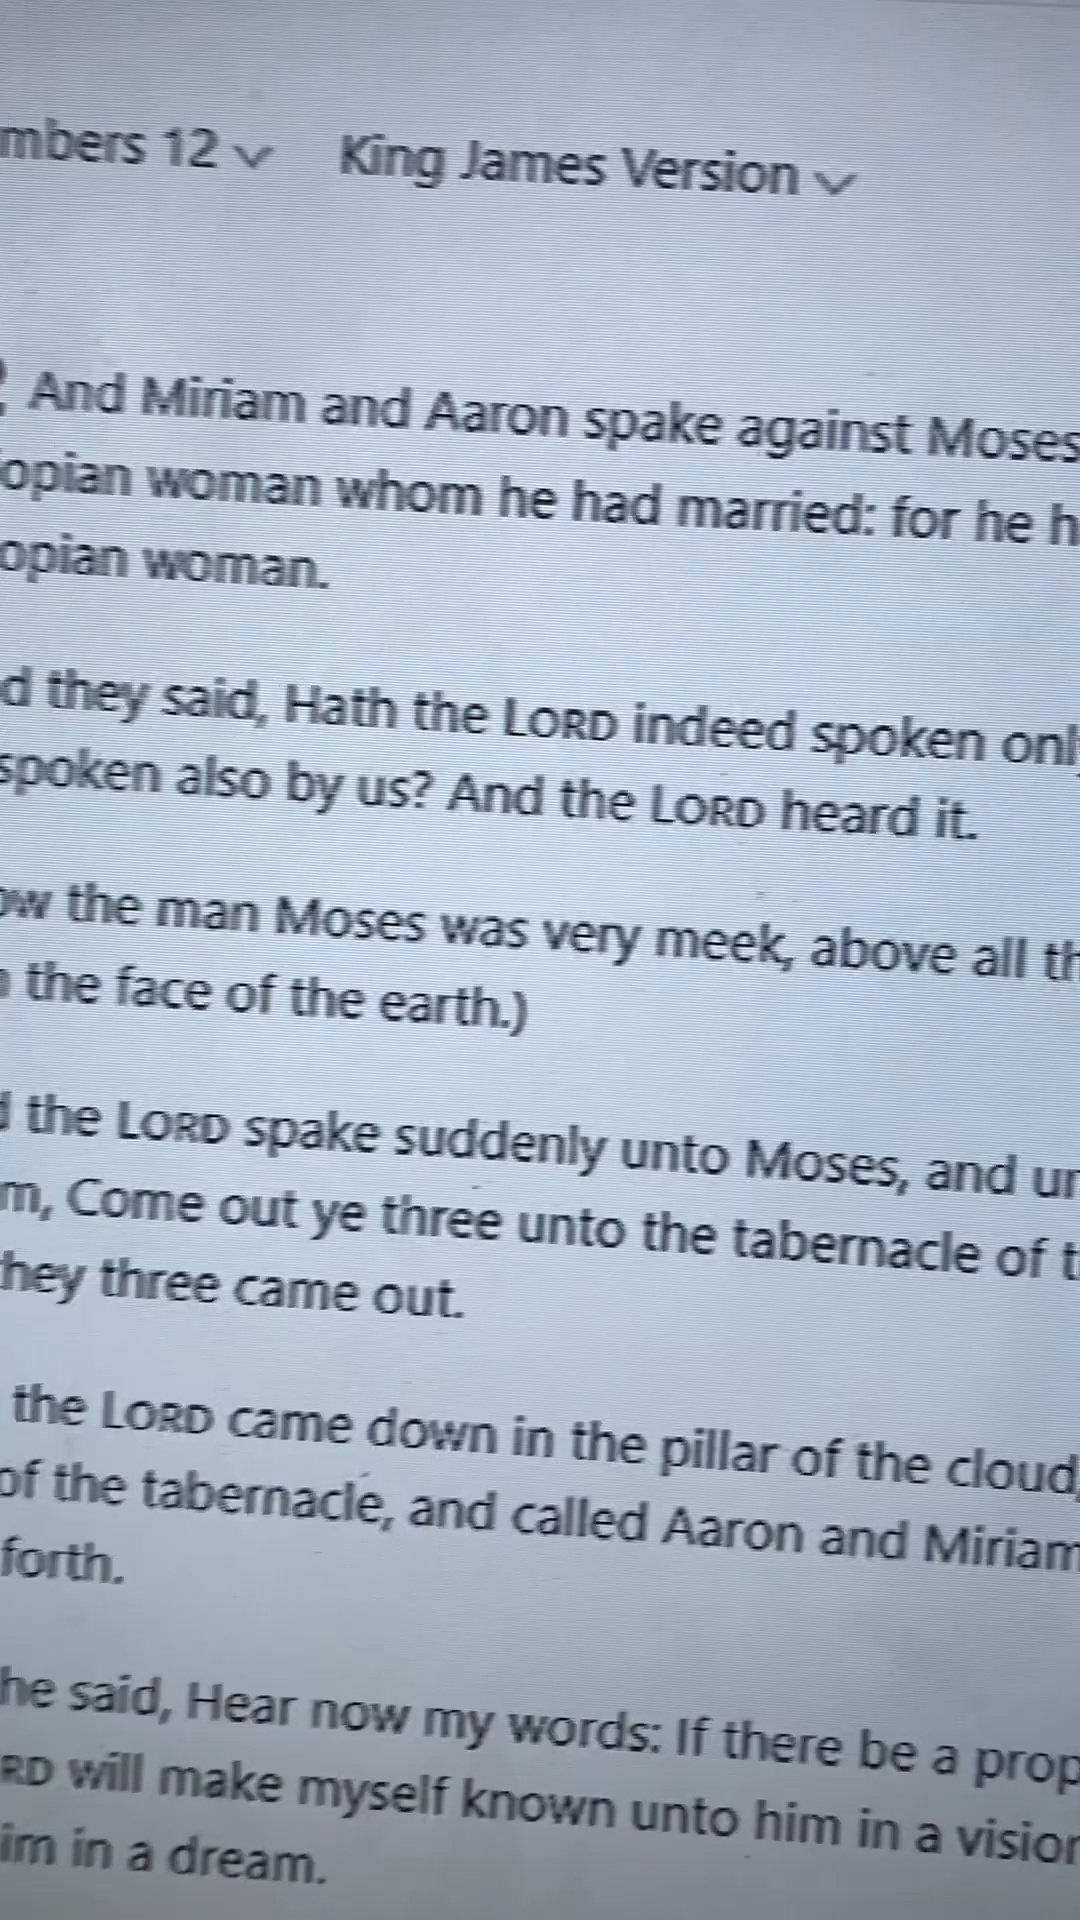 mbers 12 King James Version
And Miriam and Aaron spake against Moses
opian woman whom he had married: for he h
opian woman.
d they said, Hath the LORD indeed spoken onl
spoken also by us? And the LORD heard it.
ow the man Moses was very meek, above all th
the face of the earth.)
d the LORD spake suddenly unto Moses, and un
m, Come out ye three unto the tabernacle of t
hey three came out.
the LORD came down in the pillar of the cloud,
of the tabernacle, and called Aaron and Miriam
forth.
he said, Hear now my words: If there be a prop
RD will make myself known unto him in a vision
im in a dream.